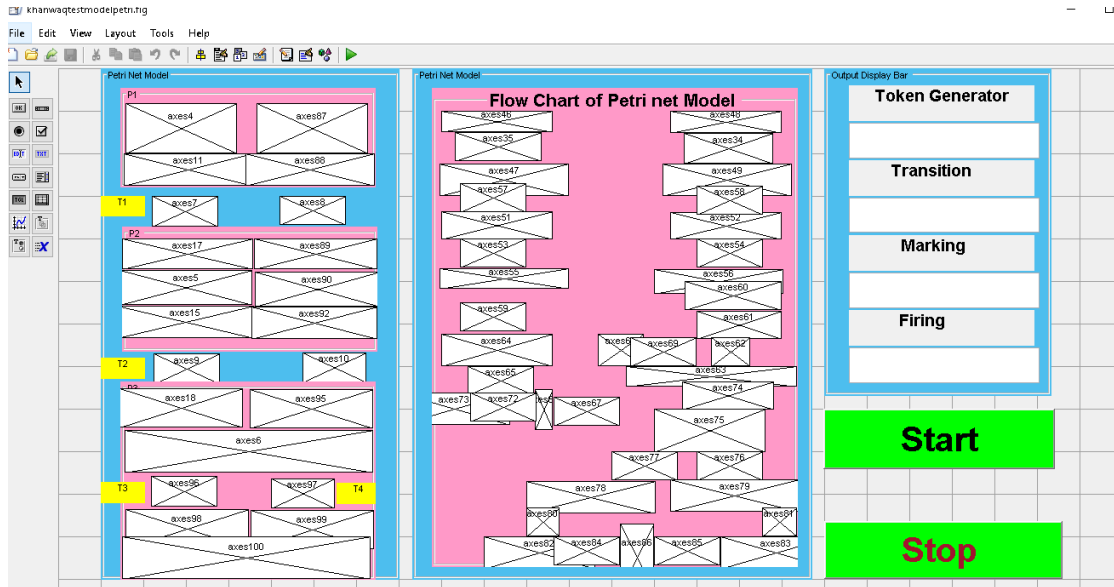 khanwaqtestmodelpetri.fig
File Edit View Layout Tools Help
Petri Net Model
P1
axes4 axes87
axes11 axes88
T1
axes7 axes8
P2
axes17 axes89
axes5 axes90
axes15 axes92
T2
axes9 axes10
axes18 axes95
axes6
T3
axes96 axes97
T4
axes98 axes99
axes100
Petri Net Model
Flow Chart of Petri net Model
axes46 axes48
axes35 axes34
axes47 axes49
axes57 axes58
axes51 axes52
axes53 axes54
axes55 axes56
axes60
axes59 axes61
axes64 axes69 axes62
axes65 axes63
axes73 axes72 axes67 axes74
axes75
axes77 axes76
axes78 axes79
axes80 axes81
axes82 axes84 axes86 axes85 axes83
Output Display Bar
Token Generator
Transition
Marking
Firing
Start
Stop
OK
EDIT TXT
TGL